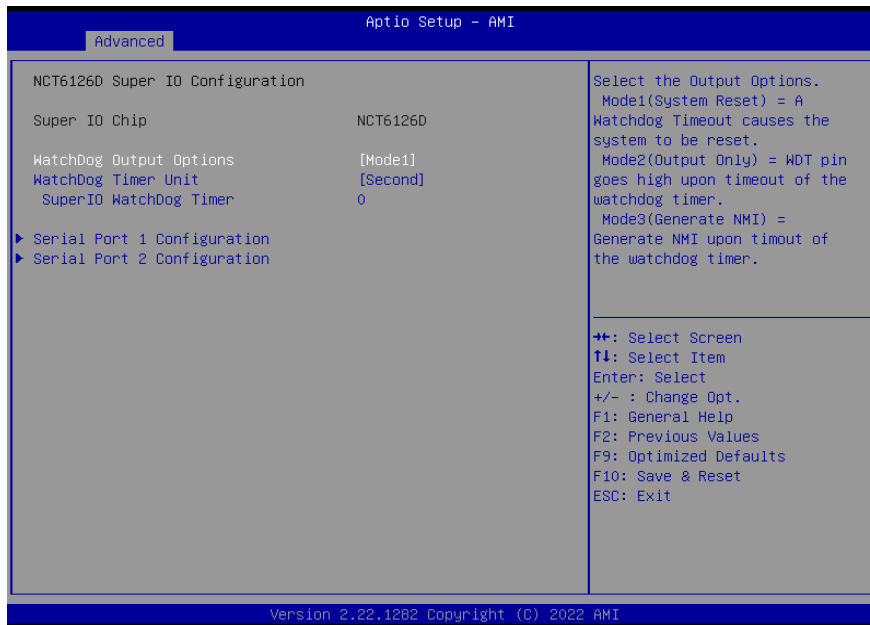 Aptio Setup - AMI
Advanced
NCT6126D Super IO Configuration
Super IO Chip NCT6126D
WatchDog Output Options [Mode1]
WatchDog Timer Unit [Second]
SuperIO WatchDog Timer 0
Serial Port 1 Configuration
Serial Port 2 Configuration
Select the Output Options.
Mode1(System Reset) = A
Watchdog Timeout causes the
system to be reset.
Mode2(Output Only) = WDT pin
goes high upon timeout of the
watchdog timer.
Mode3(Generate NMI) =
Generate NMI upon timout of
the watchdog timer.
→←: Select Screen
↑↓: Select Item
Enter: Select
+/- : Change Opt.
F1: General Help
F2: Previous Values
F9: Optimized Defaults
F10: Save & Reset
ESC: Exit
Version 2.22.1282 Copyright (C) 2022 AMI